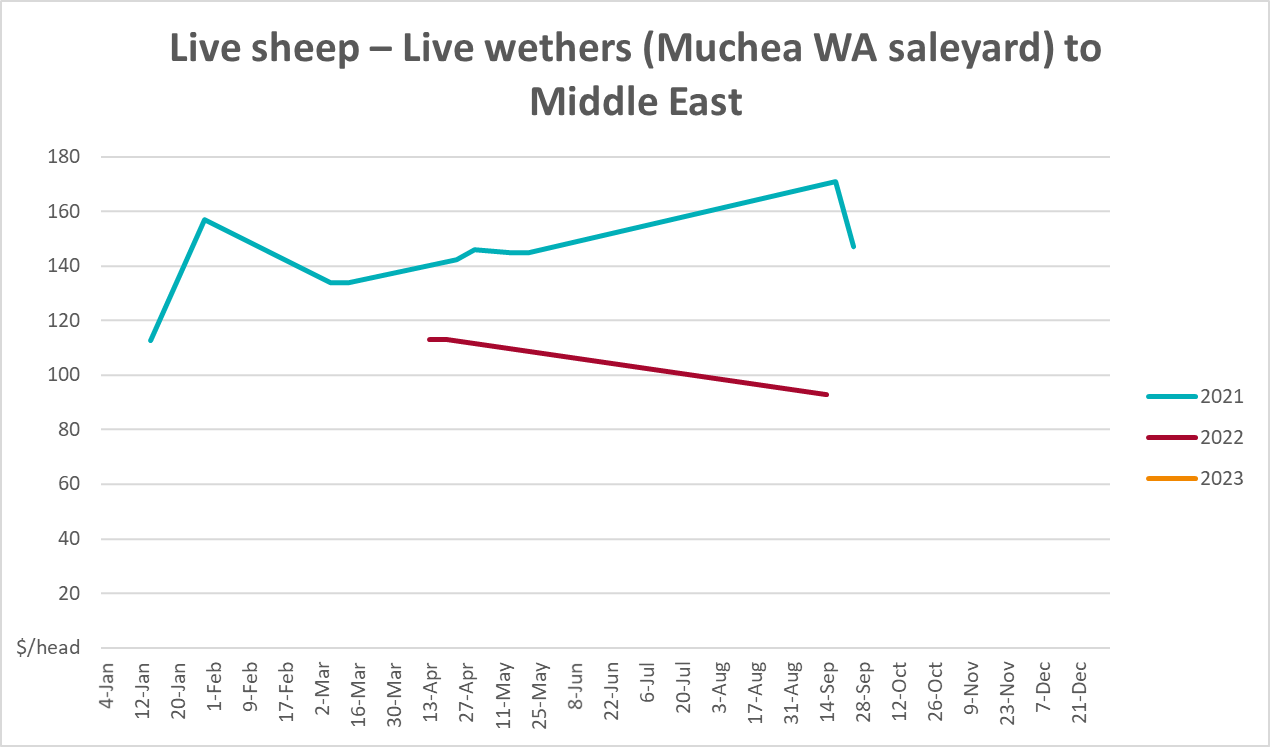 Live sheep – Live wethers (Muchea WA saleyard) to
Middle East
180
160
140
120
100
80
60
40
20
$/head
4-Jan
12-Jan
20-Jan
1-Feb
9-Feb
17-Feb
2-Mar
16-Mar
30-Mar
13-Apr
27-Apr
11-May
25-May
8-Jun
22-Jun
6-Jul
20-Jul
3-Aug
17-Aug
31-Aug
14-Sep
28-Sep
12-Oct
26-Oct
9-Nov
23-Nov
7-Dec
21-Dec
2021
2022
2023